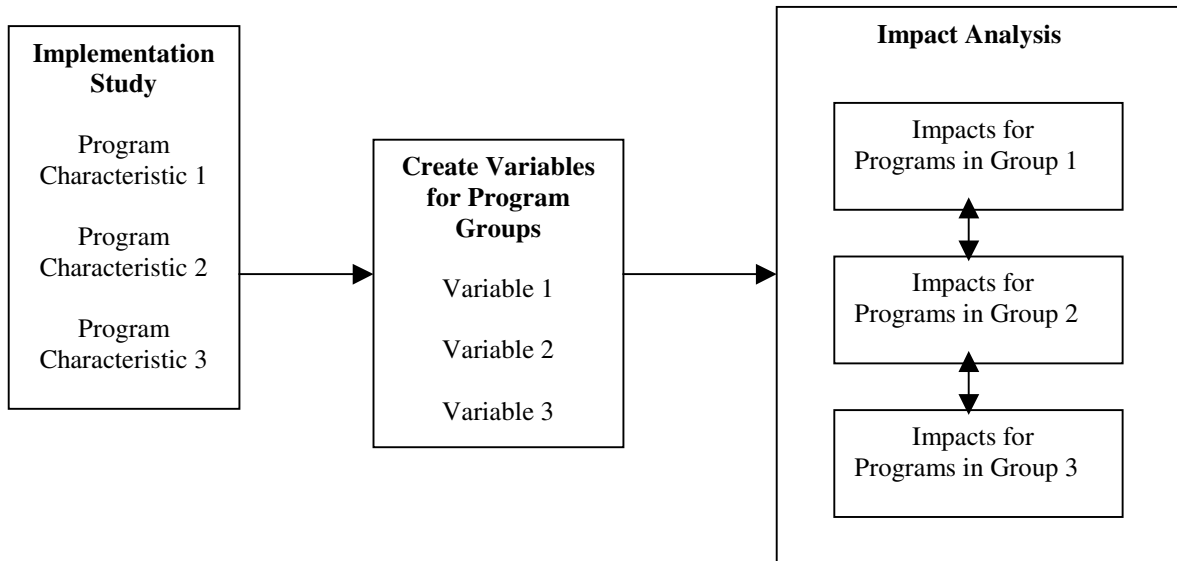 Implementation
Study
Program
Characteristic 1
Program
Characteristic 2
Program
Characteristic 3
Create Variables
for Program
Groups
Variable 1
Variable 2
Variable 3
Impact Analysis
Impacts for
Programs in Group 1
Impacts for
Programs in Group 2
Impacts for
Programs in Group 3